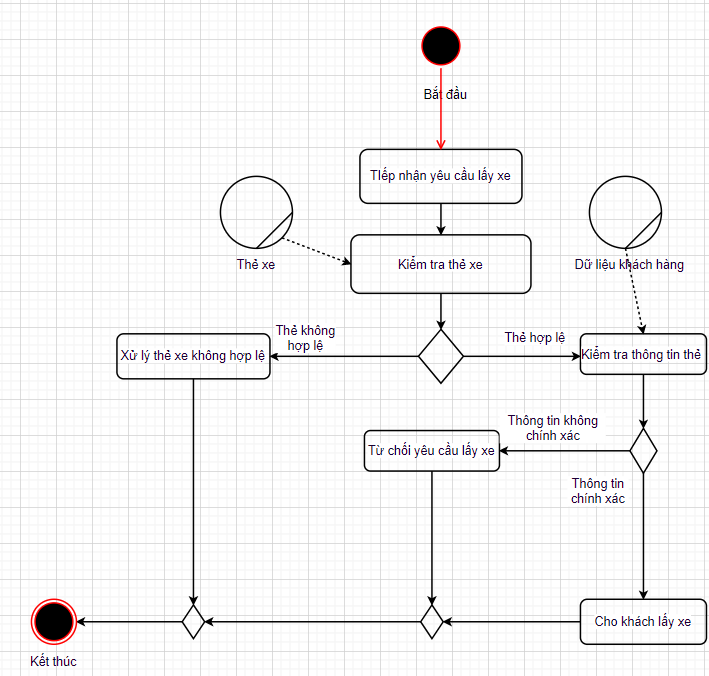 Bắt đầu
TIếp nhận yêu cầu lấy xe
Thẻ xe
Kiểm tra thẻ xe
Dữ liệu khách hàng
Thẻ không
hợp lệ
Thẻ hợp lệ
Xử lý thẻ xe không hợp lệ
Kiểm tra thông tin thẻ
Thông tin không
chính xác
Từ chối yêu cầu lấy xe
Thông tin
chính xác
Cho khách lấy xe
Kết thúc